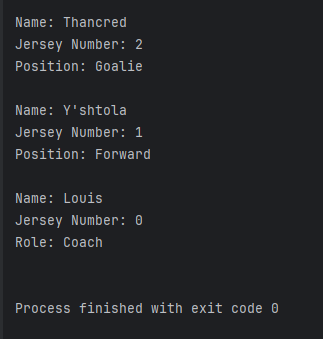 Name: Thancred
Jersey Number: 2
Position: Goalie
Name: Y'shtola
Jersey Number: 1
Position: Forward
Name: Louis
Jersey Number: 0
Role: Coach
Process finished with exit code 0